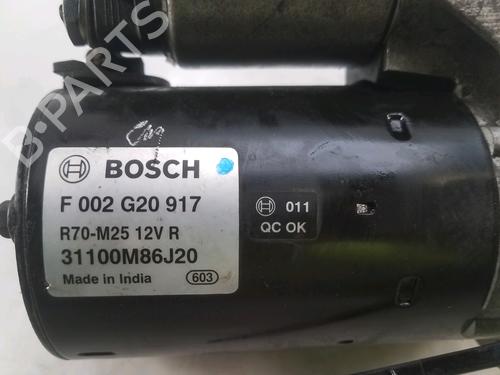 BOSCH
F 002 G20 917
R70-M25 12V R
31100M86J20
Made in India 603
011
QC OK
B-PARTS